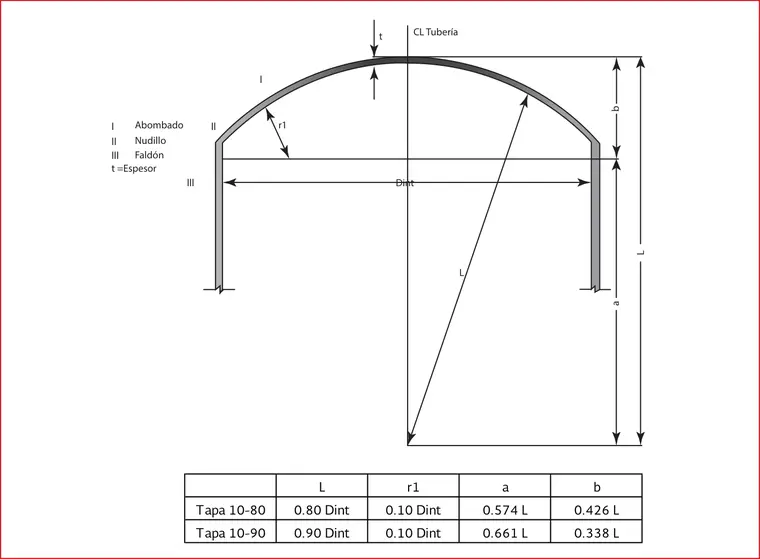 t
CL Tubería
I
b
I Abombado
II
r1
II Nudillo
III Faldón
t =Espesor
III
Dint
L
L
a
L r1 a b
Tapa 10-80 0.80 Dint 0.10 Dint 0.574 L 0.426 L
Tapa 10-90 0.90 Dint 0.10 Dint 0.661 L 0.338 L